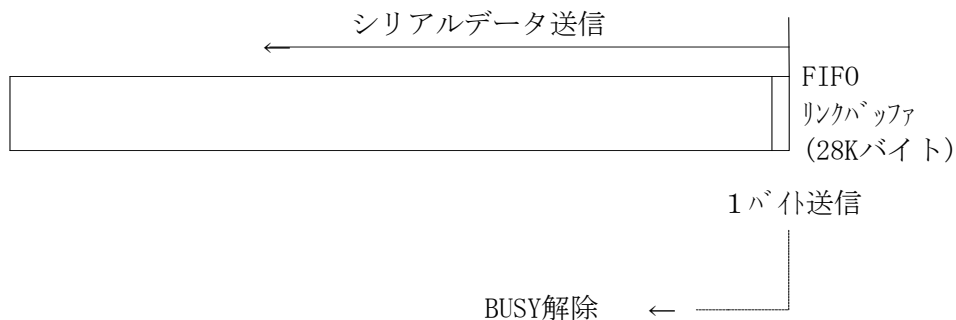 シリアルデータ送信
←
FIFO
リンクバッファ
(28Kバイト)
１バイト送信
BUSY解除 ←